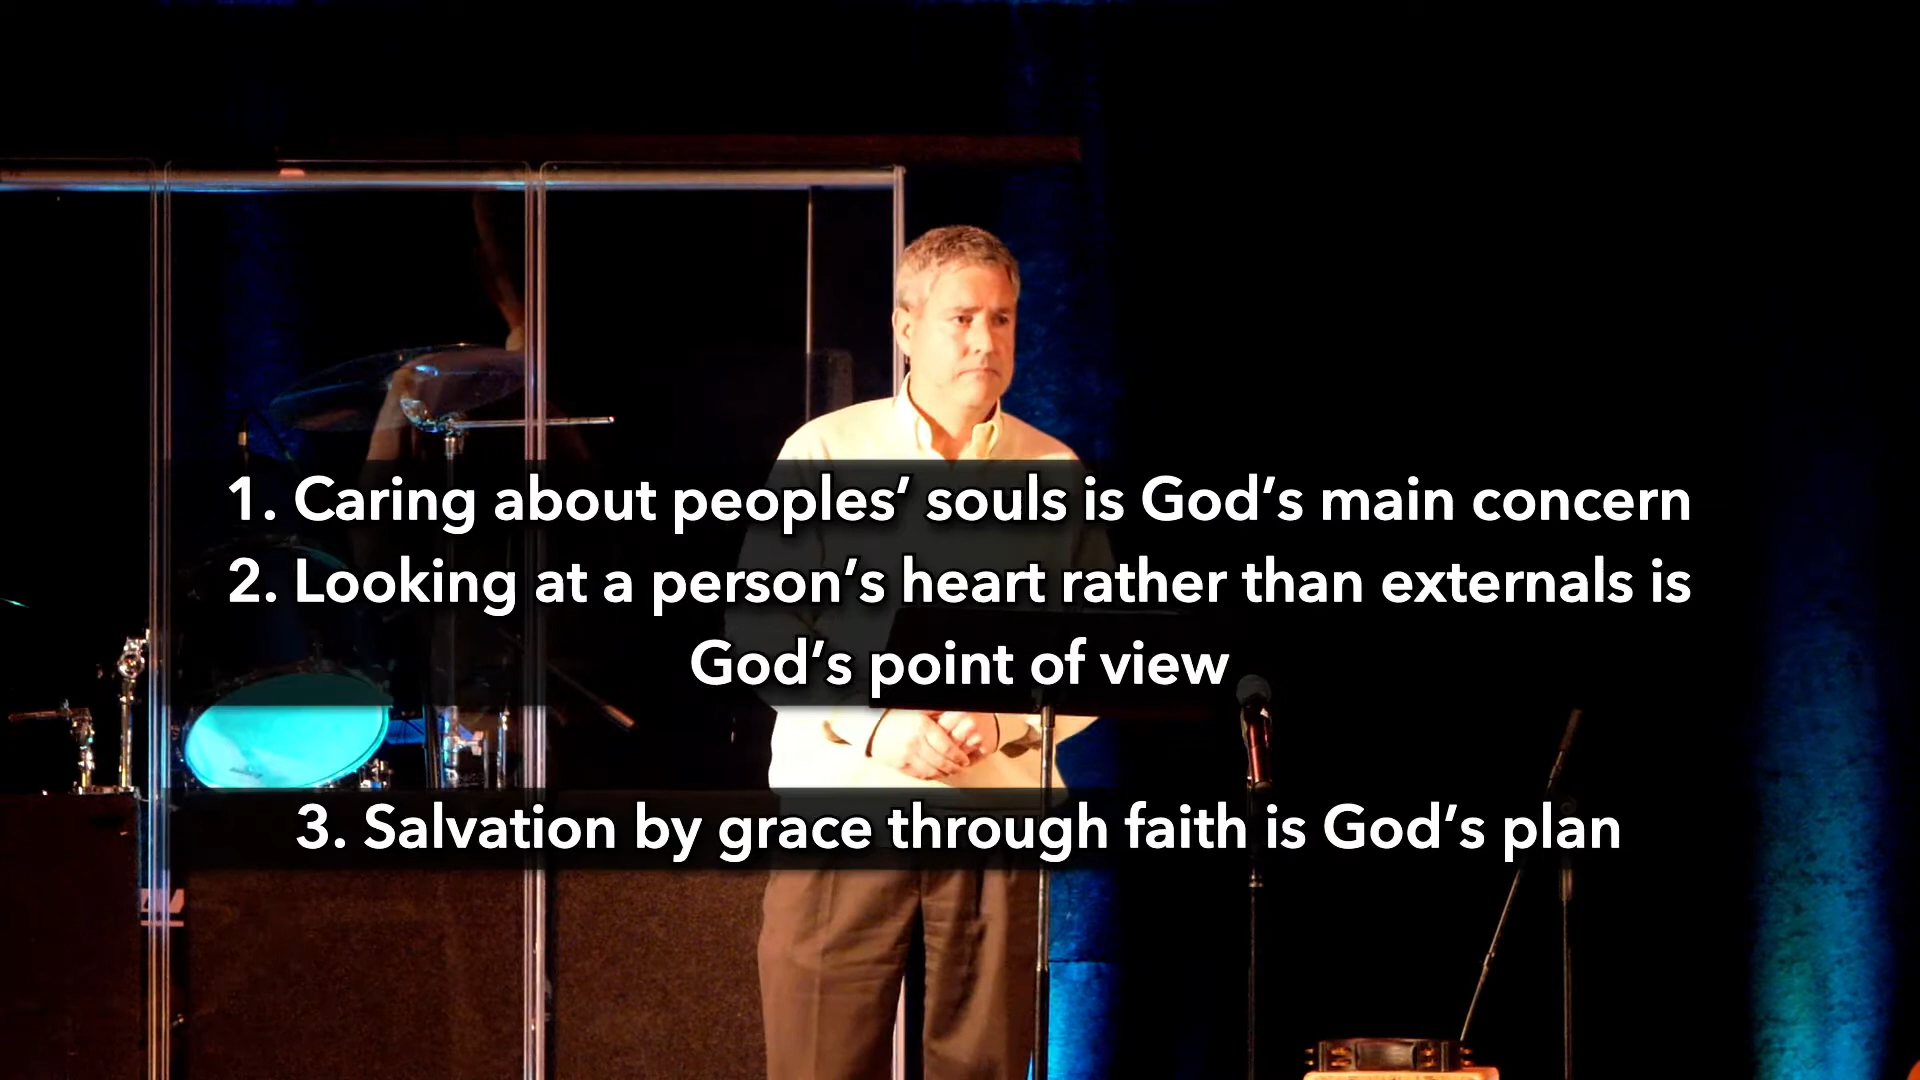 1. Caring about peoples’ souls is God’s main concern
2. Looking at a person’s heart rather than externals is
God’s point of view
3. Salvation by grace through faith is God’s plan